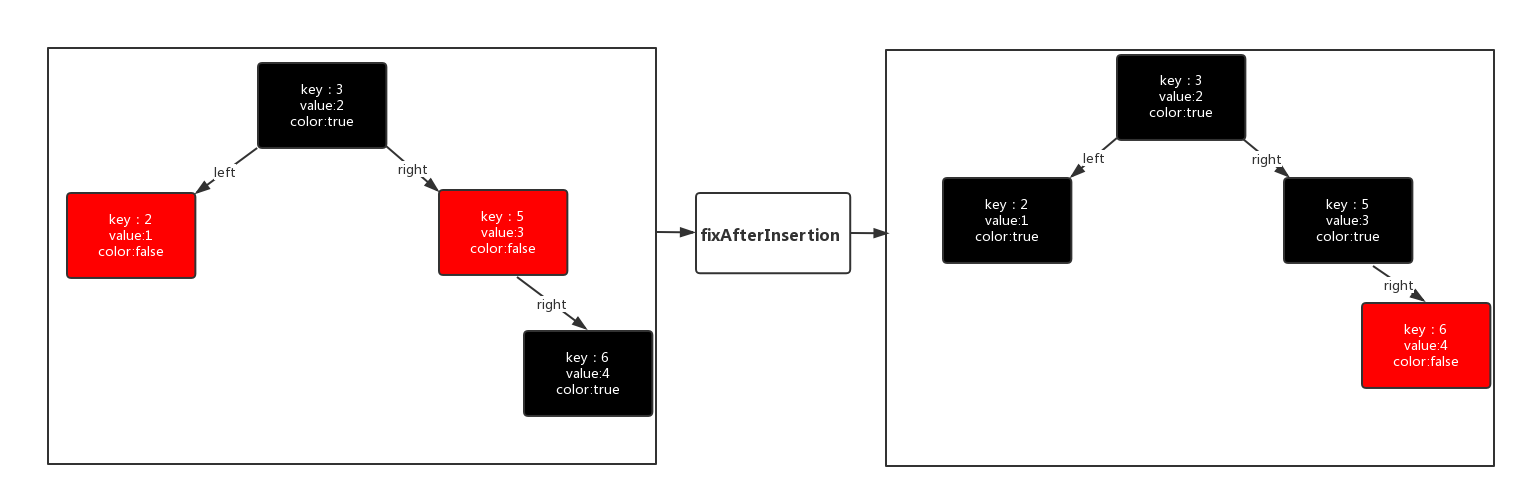 key：3
value:2
color:true
left
right
key：2
value:1
color:false
key：5
value:3
color:false
right
key：6
value:4
color:true
fixAfterInsertion
key：3
value:2
color:true
left
right
key：2
value:1
color:true
key：5
value:3
color:true
right
key：6
value:4
color:false